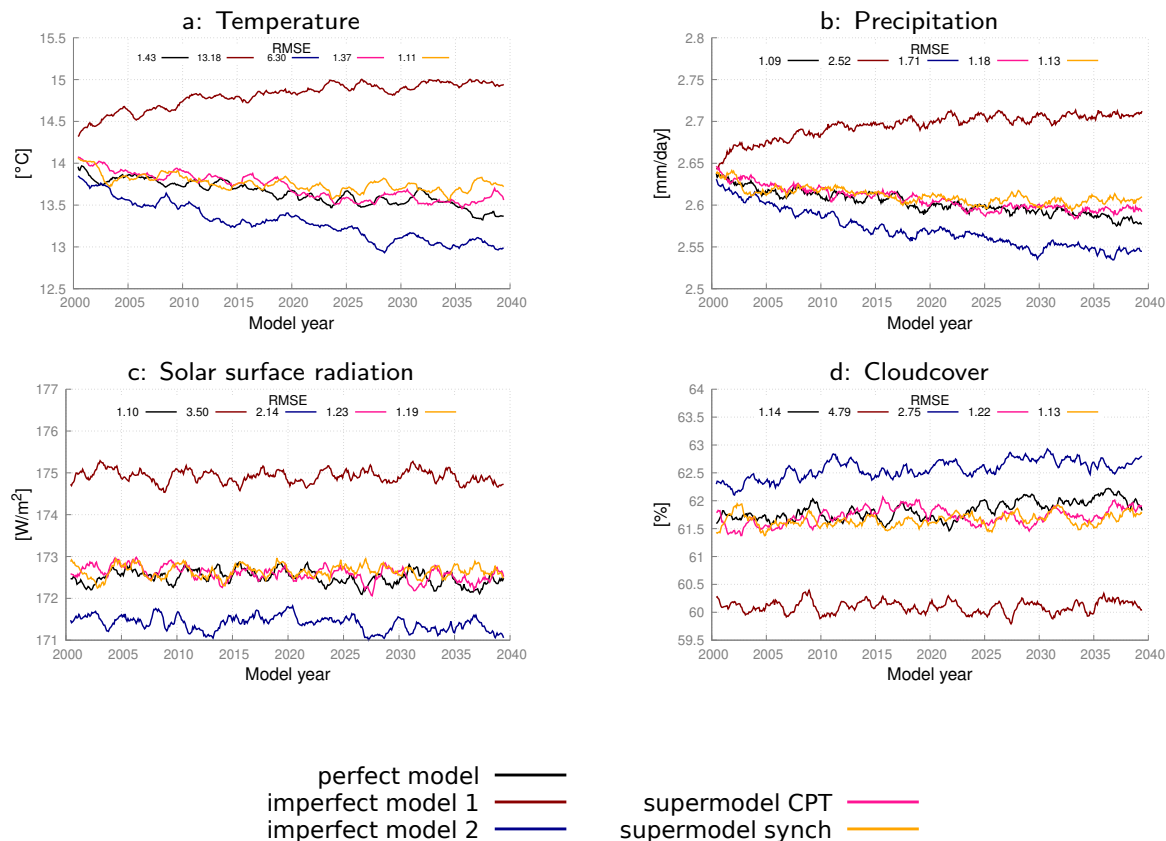 a: Temperature
RMSE
1.43 13.18 6.30 1.37 1.11
15.5
15
14.5
14
13.5
13
12.5
[°C]
2000 2005 2010 2015 2020 2025 2030 2035 2040
Model year
b: Precipitation
RMSE
1.09 2.52 1.71 1.18 1.13
2.8
2.75
2.7
2.65
2.6
2.55
2.5
[mm/day]
2000 2005 2010 2015 2020 2025 2030 2035 2040
Model year
c: Solar surface radiation
RMSE
1.10 3.50 2.14 1.23 1.19
177
176
175
174
173
172
171
[W/m²]
2000 2005 2010 2015 2020 2025 2030 2035 2040
Model year
d: Cloudcover
RMSE
1.14 4.79 2.75 1.22 1.13
64
63.5
63
62.5
62
61.5
61
60.5
60
59.5
[%]
2000 2005 2010 2015 2020 2025 2030 2035 2040
Model year
perfect model
imperfect model 1
imperfect model 2
supermodel CPT
supermodel synch